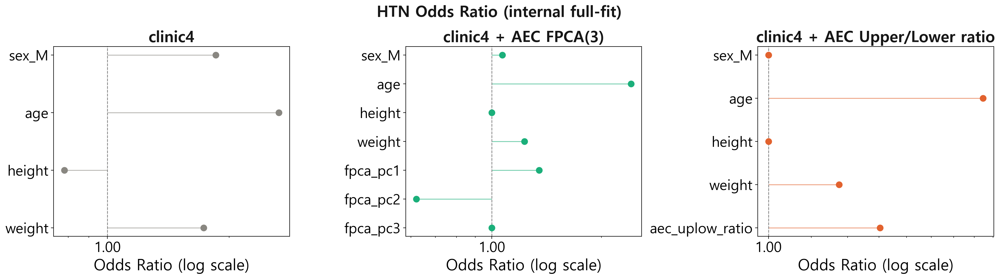 HTN Odds Ratio (internal full-fit)
clinic4
sex_M
age
height
weight
1.00
Odds Ratio (log scale)
clinic4 + AEC FPCA(3)
sex_M
age
height
weight
fpca_pc1
fpca_pc2
fpca_pc3
1.00
Odds Ratio (log scale)
clinic4 + AEC Upper/Lower ratio
sex_M
age
height
weight
aec_uplow_ratio
1.00
Odds Ratio (log scale)